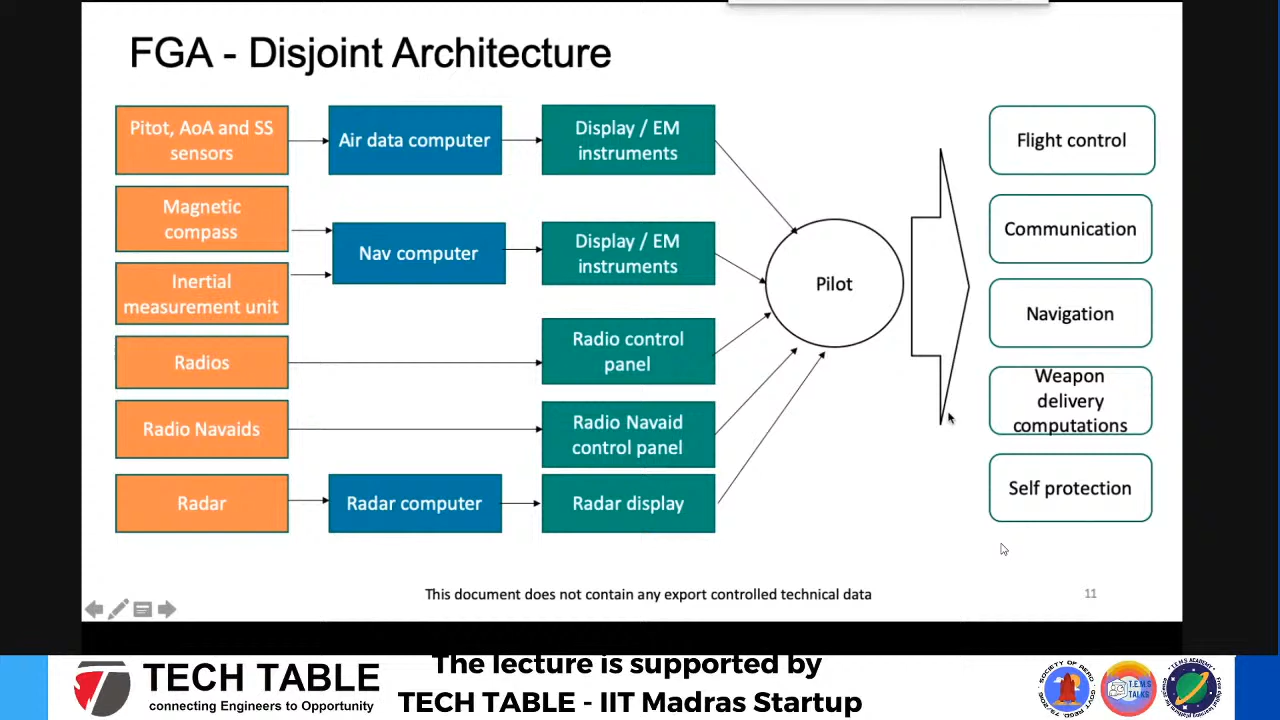 FGA - Disjoint Architecture
Pitot, AoA and SS
sensors
Air data computer
Display / EM
instruments
Flight control
Magnetic
compass
Nav computer
Display / EM
instruments
Communication
Inertial
measurement unit
Pilot
Navigation
Radios
Radio control
panel
Weapon
delivery
computations
Radio Navaids
Radio Navaid
control panel
Radar
Radar computer
Radar display
Self protection
This document does not contain any export controlled technical data
11
TECH TABLE
connecting Engineers to Opportunity
The lecture is supported by
TECH TABLE - IIT Madras Startup
T.E.M.S
TALKS